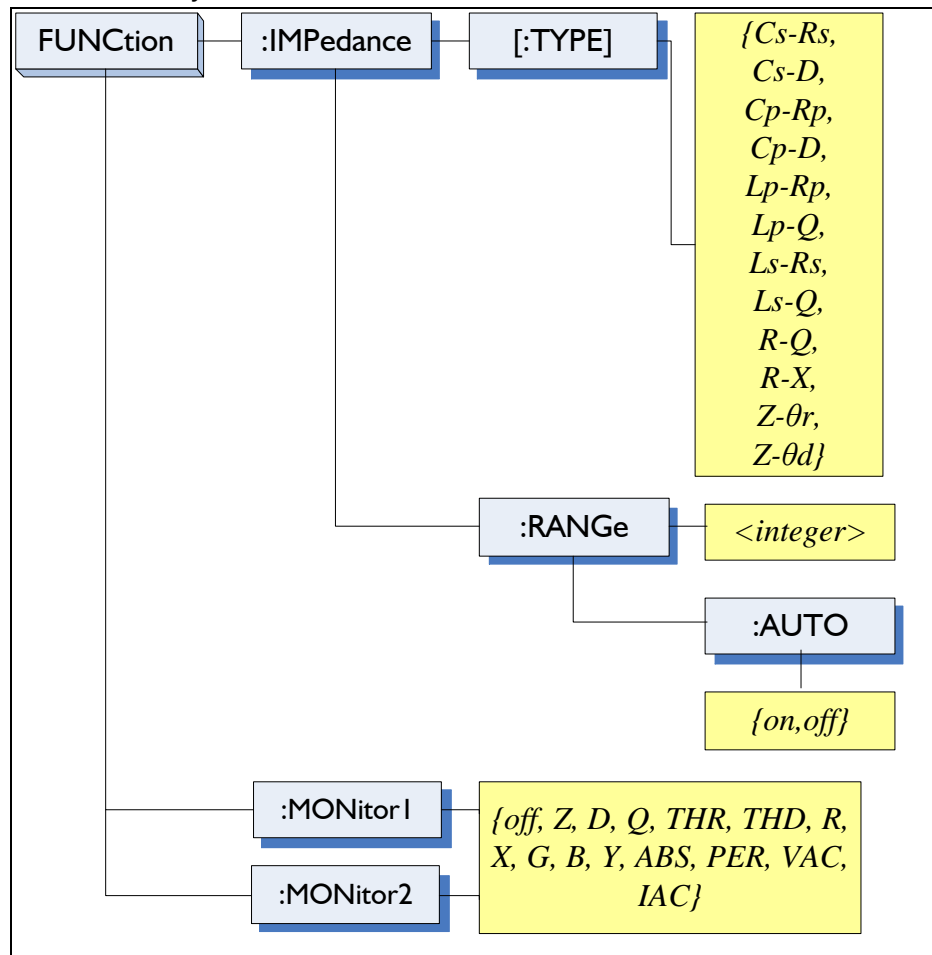 FUNCtion
:IMPedance
[:TYPE]
{Cs-Rs,
Cs-D,
Cp-Rp,
Cp-D,
Lp-Rp,
Lp-Q,
Ls-Rs,
Ls-Q,
R-Q,
R-X,
Z-θr,
Z-θd}
:RANGe
<integer>
:AUTO
{on,off}
:MONitor1
:MONitor2
{off, Z, D, Q, THR, THD, R,
X, G, B, Y, ABS, PER, VAC,
IAC}